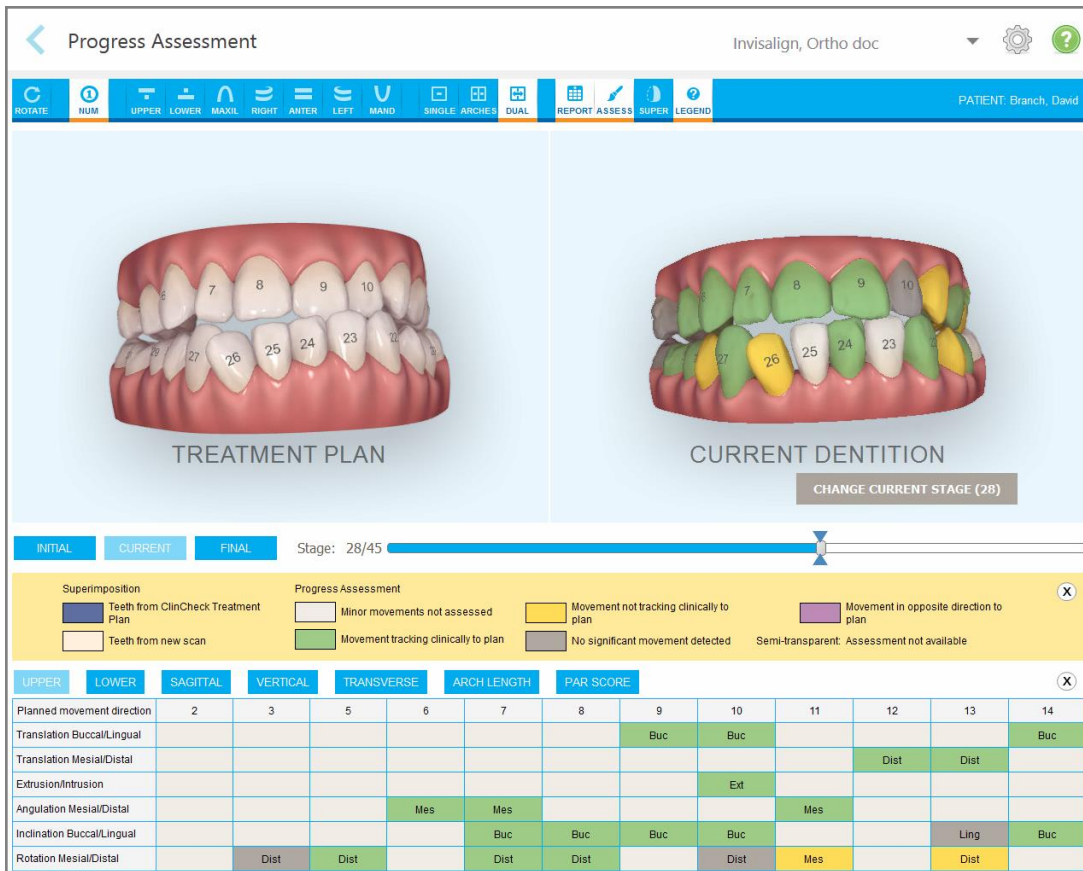 Progress Assessment
Invisalign, Ortho doc
?
ROTATE NUM UPPER LOWER MAXIL RIGHT ANTER LEFT MAND SINGLE ARCHES DUAL REPORT ASSESS SUPER LEGEND
PATIENT: Branch, David
6 7 8 9 10
27 26 25 24 23 22
TREATMENT PLAN
7 8 9 10
27 26 25 24 23
CURRENT DENTITION
CHANGE CURRENT STAGE (28)
INITIAL CURRENT FINAL Stage: 28/45
Superimposition
Teeth from ClinCheck Treatment
Plan
Teeth from new scan
Progress Assessment
Minor movements not assessed
Movement tracking clinically to plan
Movement not tracking clinically to
plan
No significant movement detected
Movement in opposite direction to
plan
Semi-transparent: Assessment not available
X
UPPER LOWER SAGITTAL VERTICAL TRANSVERSE ARCH LENGTH PAR SCORE X
Planned movement direction 2 3 5 6 7 8 9 10 11 12 13 14
Translation Buccal/Lingual Buc Buc Buc
Translation Mesial/Distal Dist Dist
Extrusion/Intrusion Ext
Angulation Mesial/Distal Mes Mes Mes
Inclination Buccal/Lingual Buc Buc Buc Buc Ling Buc
Rotation Mesial/Distal Dist Dist Dist Dist Dist Mes Dist